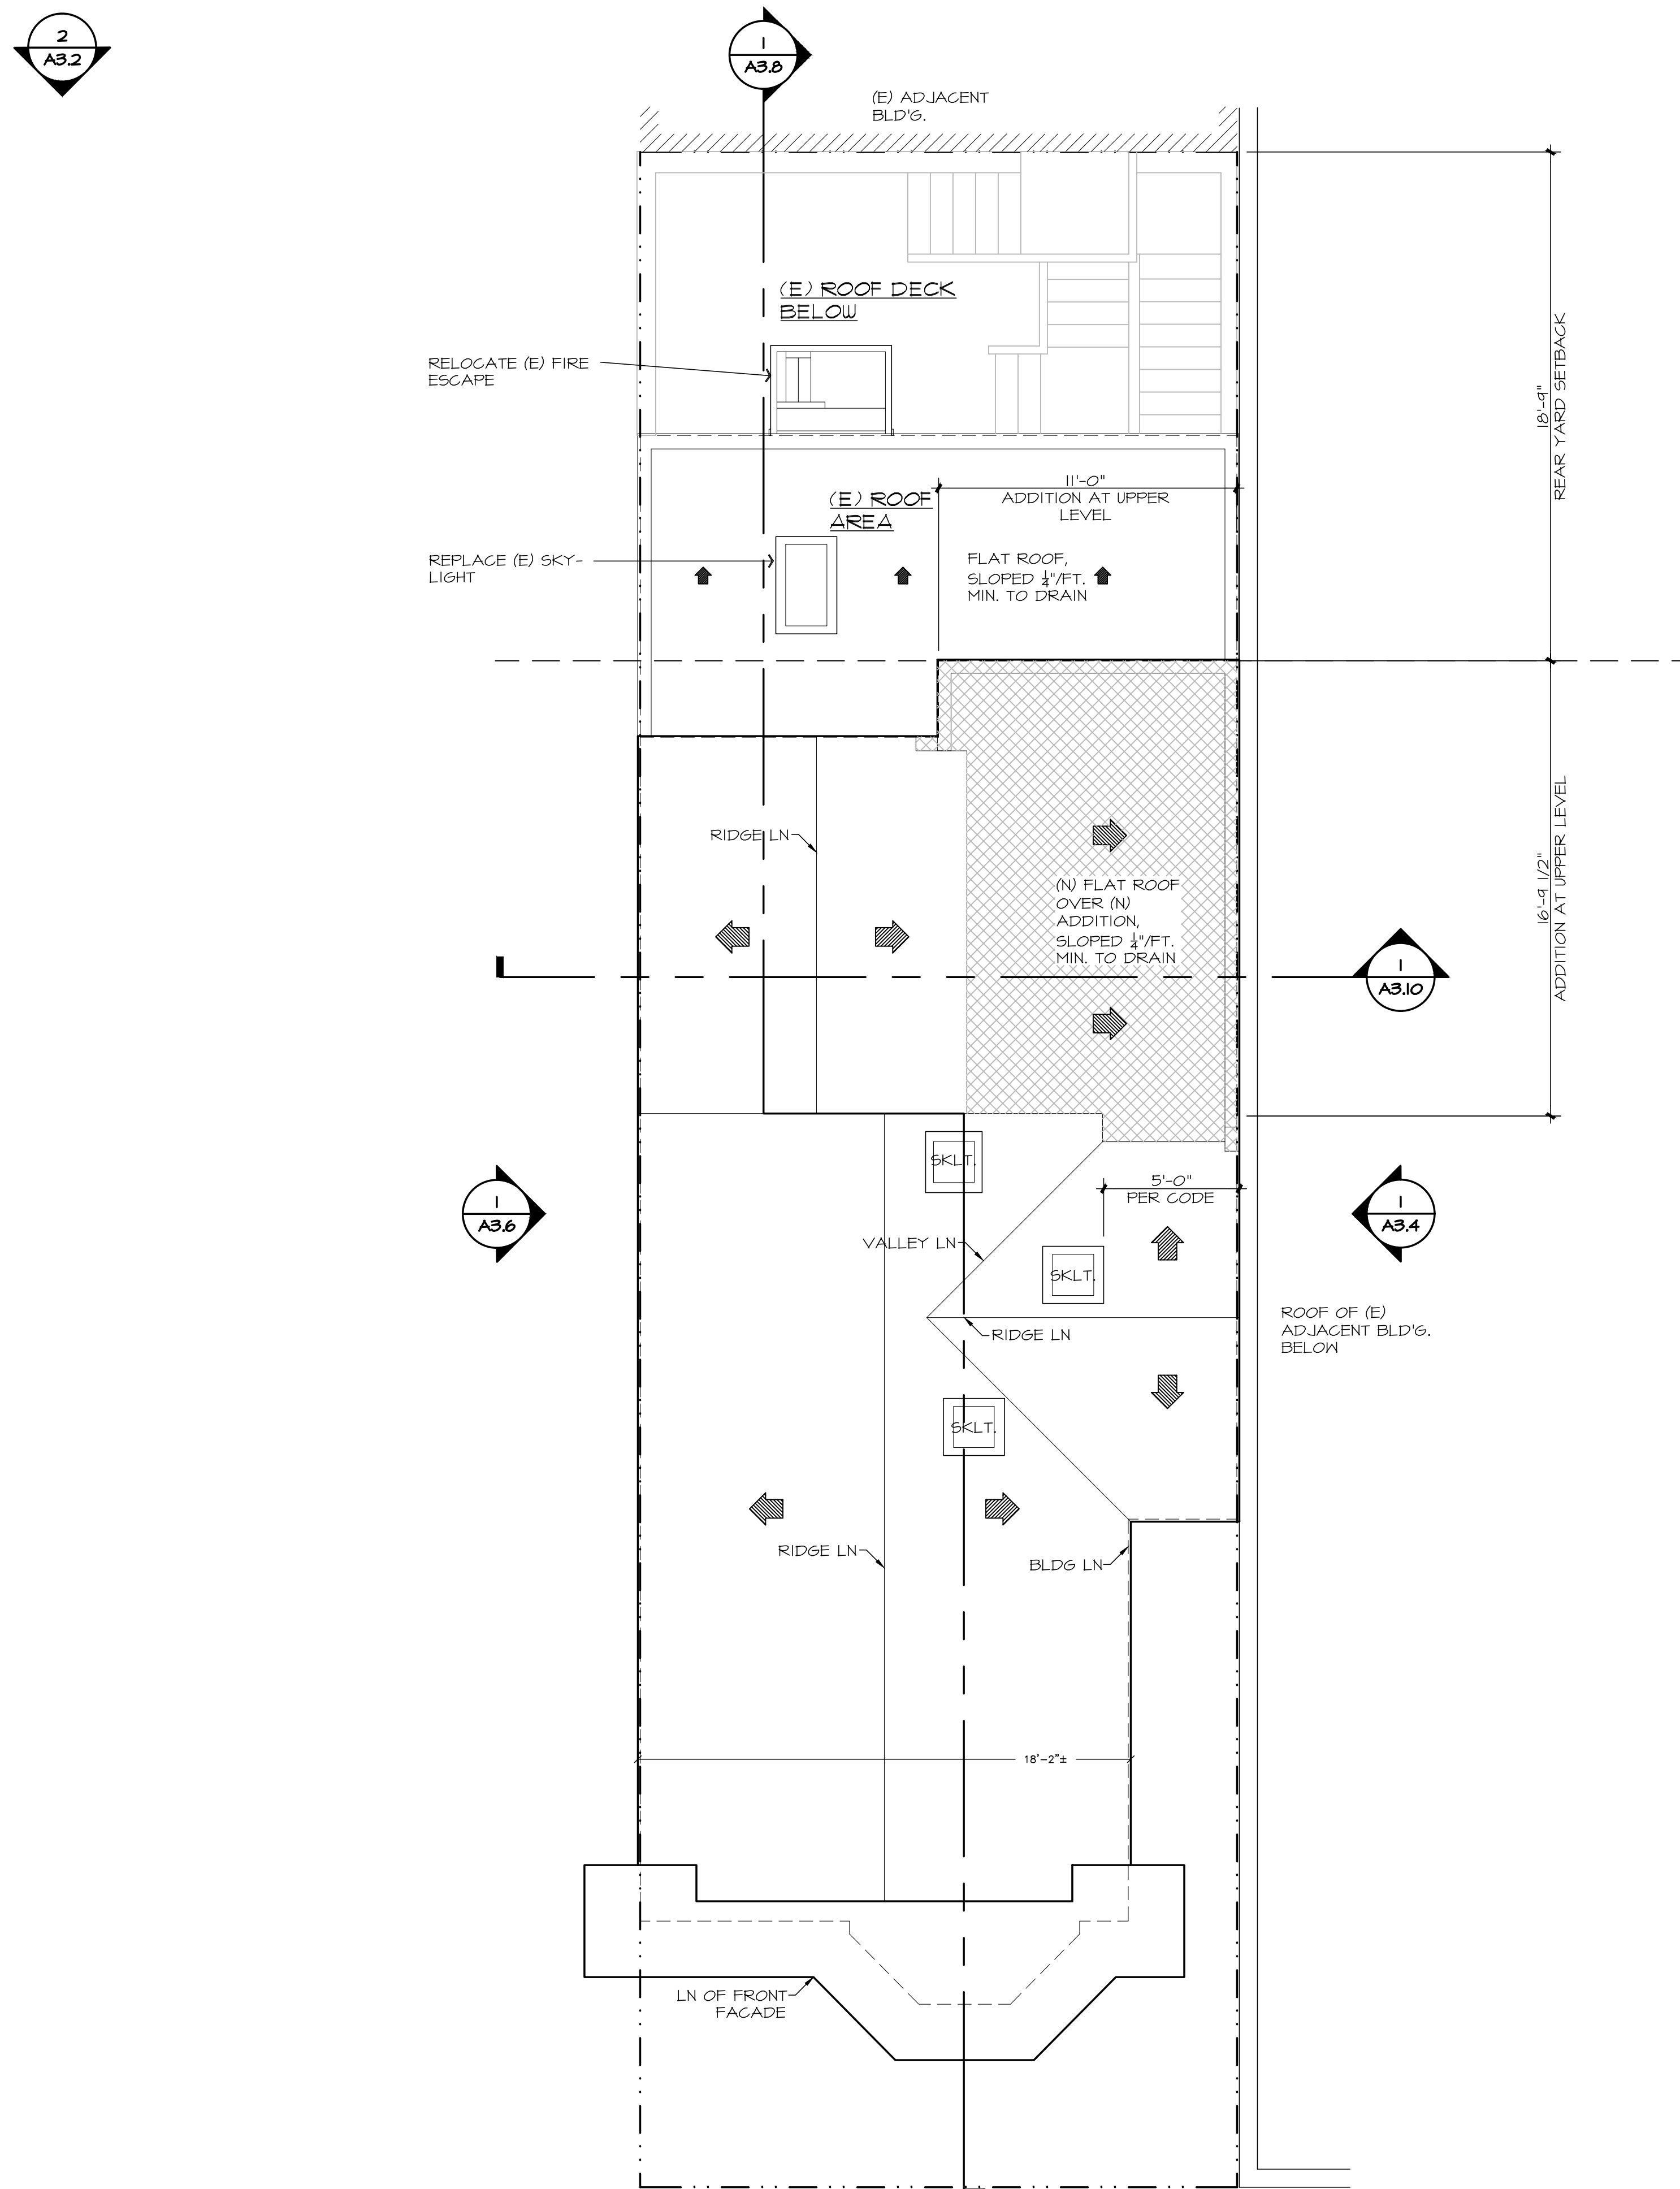 2
A3.2
1
A3.8
(E) ADJACENT
BLD'G.
(E) ROOF DECK
BELOW
RELOCATE (E) FIRE
ESCAPE
18'-9"
REAR YARD SETBACK
11'-0"
ADDITION AT UPPER
LEVEL
(E) ROOF
AREA
REPLACE (E) SKY-
LIGHT
FLAT ROOF,
SLOPED 1/4"/FT.
MIN. TO DRAIN
RIDGE LN
16'-9 1/2"
ADDITION AT UPPER LEVEL
(N) FLAT ROOF
OVER (N)
ADDITION,
SLOPED 1/4"/FT.
MIN. TO DRAIN
1
A3.10
SKLT.
5'-0"
PER CODE
1
A3.6
1
A3.4
VALLEY LN
SKLT.
RIDGE LN
ROOF OF (E)
ADJACENT BLD'G.
BELOW
SKLT.
RIDGE LN
BLDG LN
18'-2"±
LN OF FRONT
FACADE